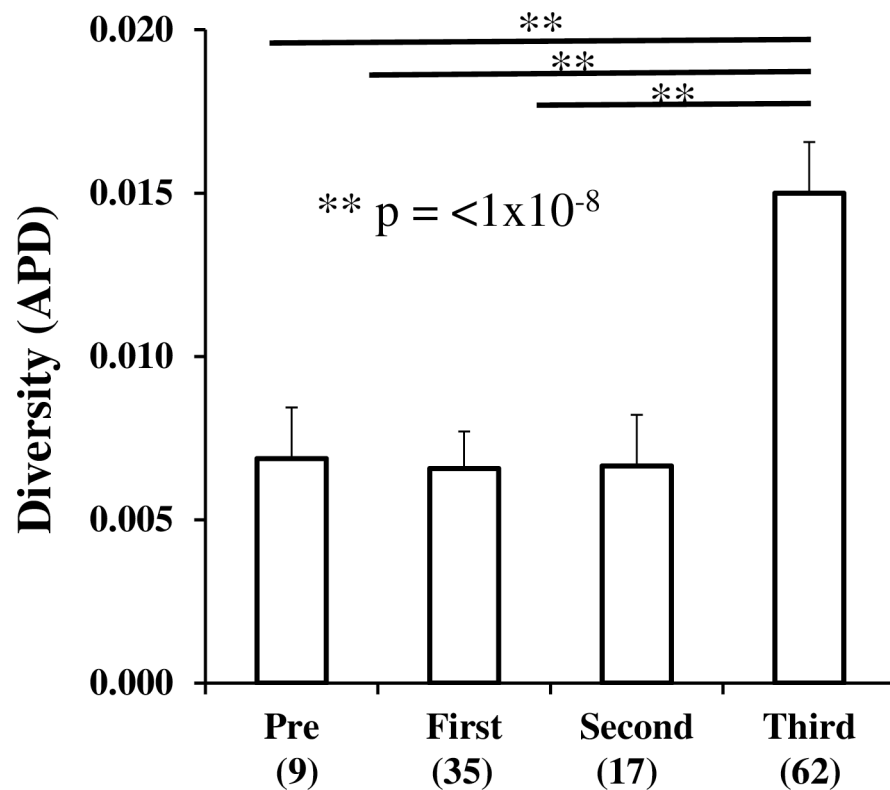 0.020
**
**
**
0.015
** p = <1x10⁻⁸
0.010
0.005
0.000
Diversity (APD)
Pre First Second Third
(9) (35) (17) (62)